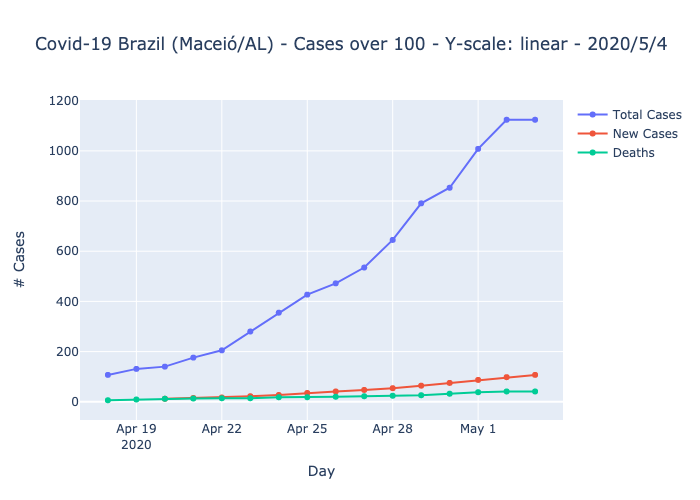 Covid-19 Brazil (Maceió/AL) - Cases over 100 - Y-scale: linear - 2020/5/4
Total Cases
New Cases
Deaths
# Cases
1200
1000
800
600
400
200
0
Apr 19
2020
Apr 22
Apr 25
Apr 28
May 1
Day